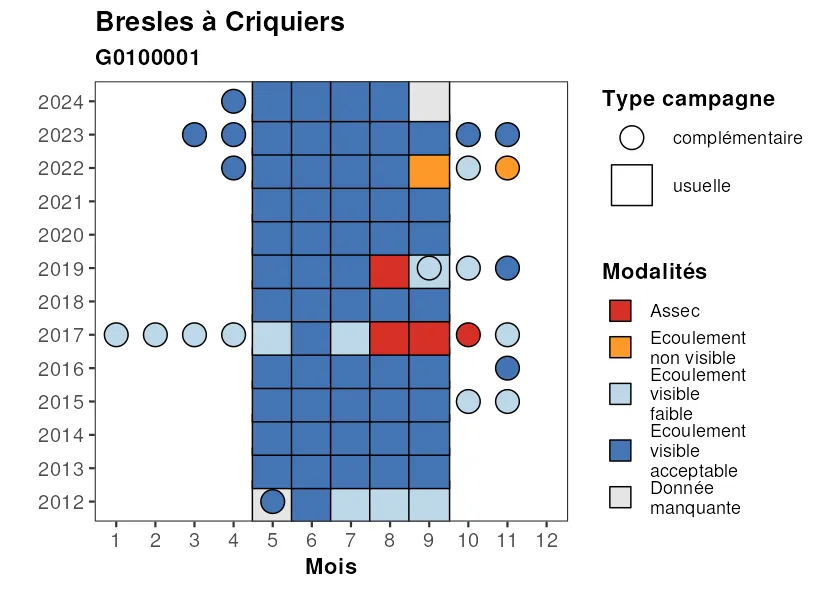 Bresles à Criquiers
G0100001
2024
2023
2022
2021
2020
2019
2018
2017
2016
2015
2014
2013
2012
1 2 3 4 5 6 7 8 9 10 11 12
Mois
Type campagne
complémentaire
usuelle
Modalités
Assec
Ecoulement
non visible
Ecoulement
visible
faible
Ecoulement
visible
acceptable
Donnée
manquante